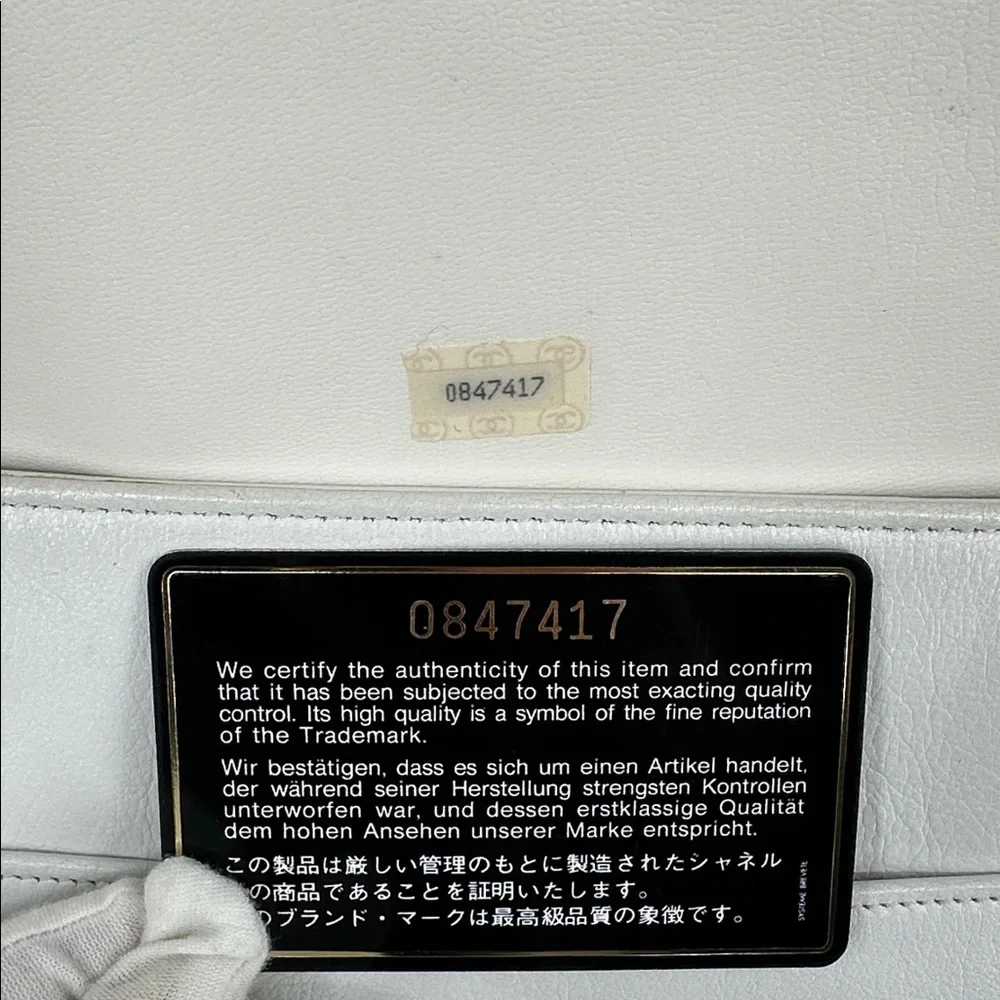 0847417
0847417
We certify the authenticity of this item and confirm
that it has been subjected to the most exacting quality
control. Its high quality is a symbol of the fine reputation
of the Trademark.
Wir bestätigen, dass es sich um einen Artikel handelt,
der während seiner Herstellung strengsten Kontrollen
unterworfen war, und dessen erstklassige Qualität
dem hohen Ansehen unserer Marke entspricht.
この製品は厳しい管理のもとに製造されたシャネル
の商品であることを証明いたします。
のブランド・マークは最高級品質の象徴です。
SYSTEME BREVETE